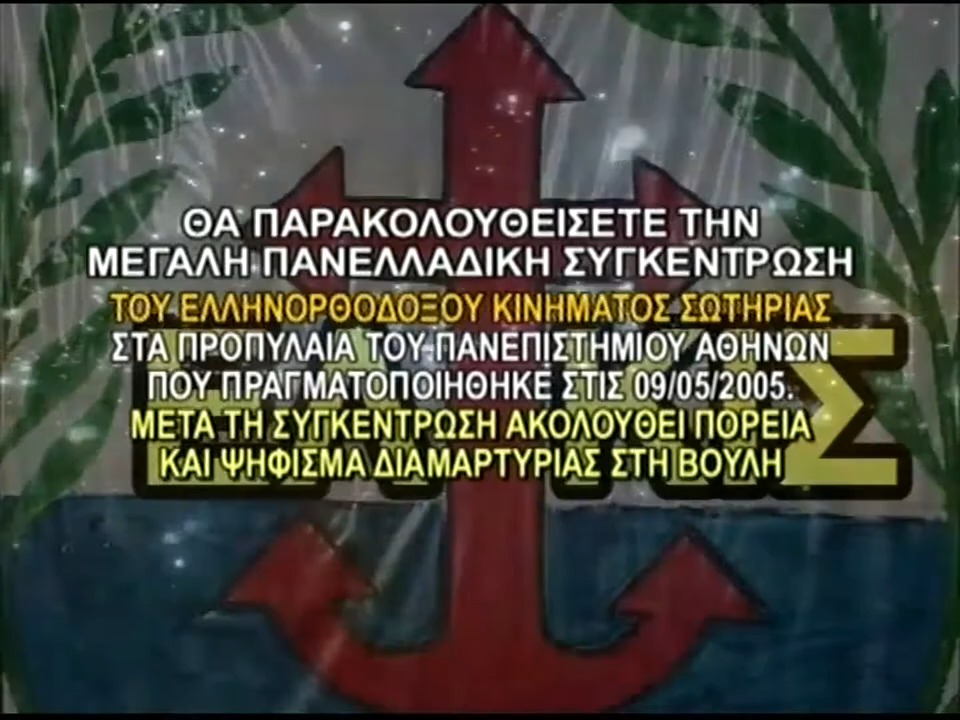 ΘΑ ΠΑΡΑΚΟΛΟΥΘΕΙΣΕΤΕ ΤΗΝ
ΜΕΓΑΛΗ ΠΑΝΕΛΛΑΔΙΚΗ ΣΥΓΚΕΝΤΡΩΣΗ
ΤΟΥ ΕΛΛΗΝΟΡΘΟΔΟΞΟΥ ΚΙΝΗΜΑΤΟΣ ΣΩΤΗΡΙΑΣ
ΣΤΑ ΠΡΟΠΥΛΑΙΑ ΤΟΥ ΠΑΝΕΠΙΣΤΗΜΙΟΥ ΑΘΗΝΩΝ
ΠΟΥ ΠΡΑΓΜΑΤΟΠΟΙΗΘΗΚΕ ΣΤΙΣ 09/05/2005.
ΜΕΤΑ ΤΗ ΣΥΓΚΕΝΤΡΩΣΗ ΑΚΟΛΟΥΘΕΙ ΠΟΡΕΙΑ
ΚΑΙ ΨΗΦΙΣΜΑ ΔΙΑΜΑΡΤΥΡΙΑΣ ΣΤΗ ΒΟΥΛΗ